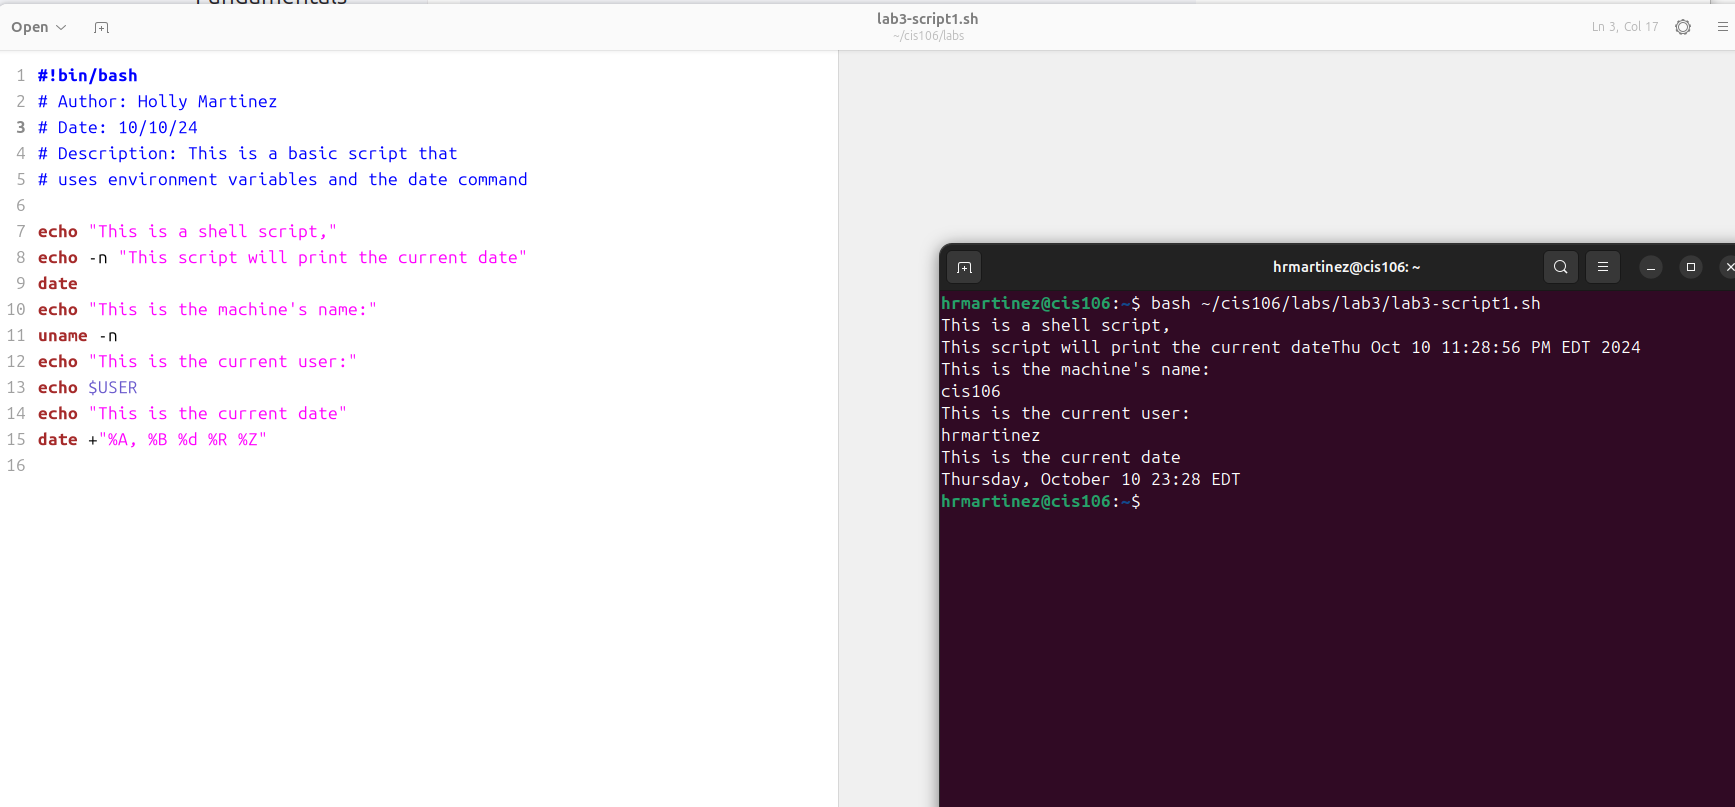 Fundamentals
Open
lab3-script1.sh
~/cis106/labs
Ln 3, Col 17
1 #!bin/bash
2 # Author: Holly Martinez
3 # Date: 10/10/24
4 # Description: This is a basic script that
5 # uses environment variables and the date command
6
7 echo "This is a shell script,"
8 echo -n "This script will print the current date"
9 date
10 echo "This is the machine's name:"
11 uname -n
12 echo "This is the current user:"
13 echo $USER
14 echo "This is the current date"
15 date +"%A, %B %d %R %Z"
16
hrmartinez@cis106: ~
hrmartinez@cis106:~$ bash ~/cis106/labs/lab3/lab3-script1.sh
This is a shell script,
This script will print the current dateThu Oct 10 11:28:56 PM EDT 2024
This is the machine's name:
cis106
This is the current user:
hrmartinez
This is the current date
Thursday, October 10 23:28 EDT
hrmartinez@cis106:~$